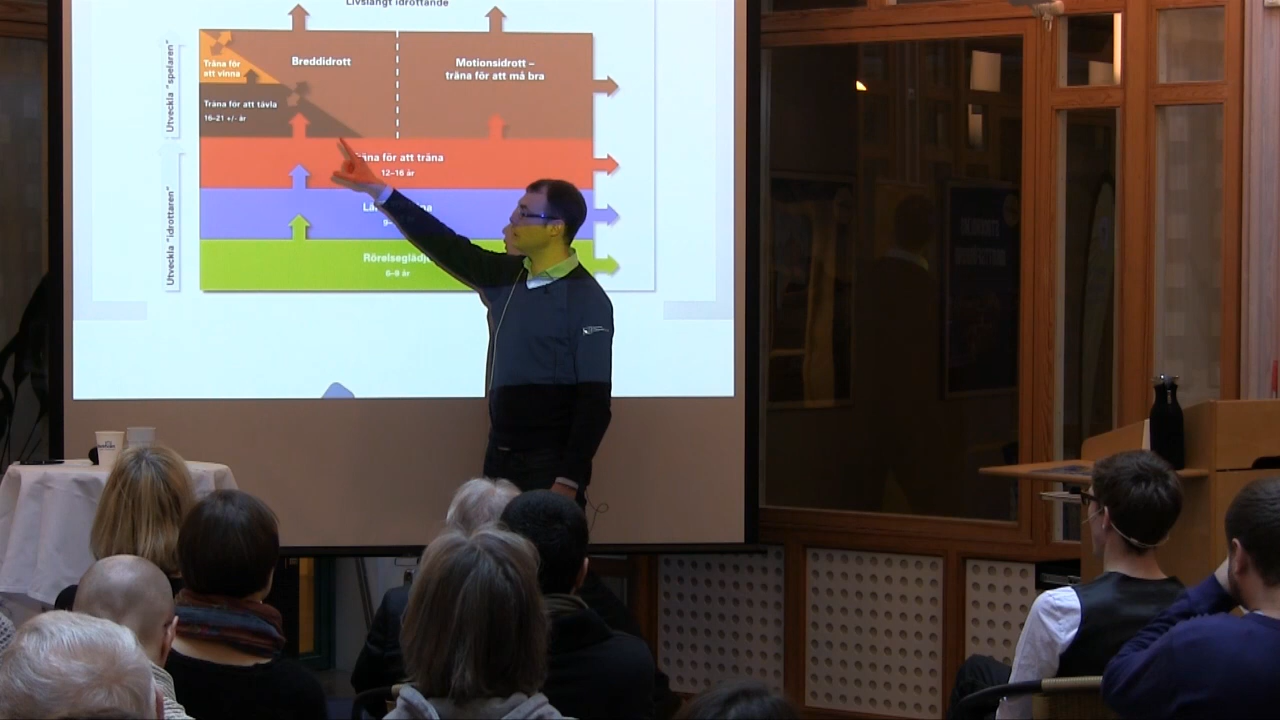 Livslångt idrottande
Träna för
att vinna
Breddidrott
Motionsidrott –
träna för att må bra
Träna för att tävla
16–21 +/- år
träna för att träna
12–16 år
Rörelseglädje
6–9 år
Utveckla "spelaren"
Utveckla "idrottaren"